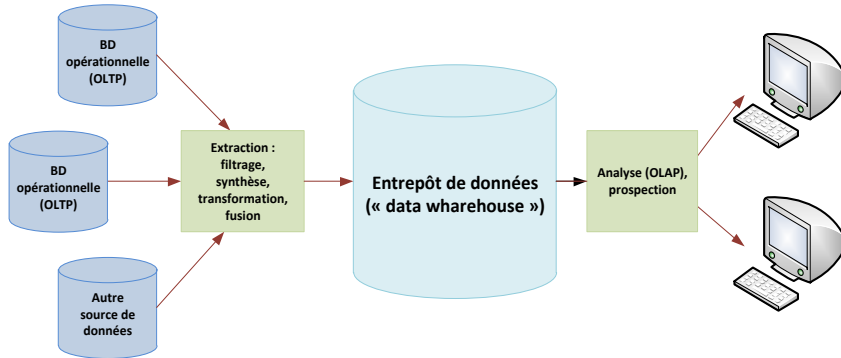 BD
opérationnelle
(OLTP)
BD
opérationnelle
(OLTP)
Autre
source de
données
Extraction :
filtrage,
synthèse,
transformation,
fusion
Entrepôt de données
(« data wharehouse »)
Analyse (OLAP),
prospection